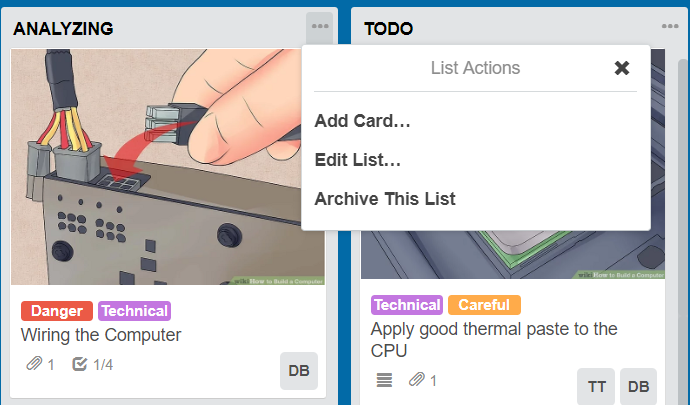 ANALYZING
Danger Technical
Wiring the Computer
1 1/4
DB
TODO
List Actions
Add Card...
Edit List...
Archive This List
Technical Careful
Apply good thermal paste to the
CPU
1
TT DB
wikiHow to Build a Computer
wikiHow to Build a Computer